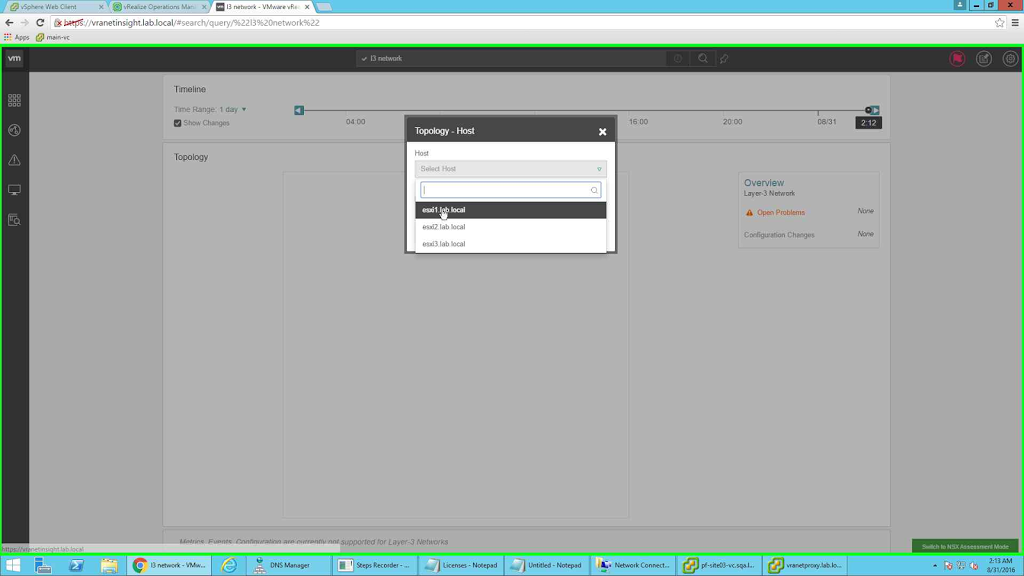 vSphere Web Client
vRealize Operations Mana
l3 network - VMware vRe
https://vranetinsight.lab.local/#search/query/%22l3%20network%22
Apps
main-vc
vm
l3 network
Timeline
Time Range: 1 day
Show Changes
04:00
16:00
20:00
08/31
2:12
Topology
Topology - Host
Host
Select Host
esxi1.lab.local
esxi2.lab.local
esxi3.lab.local
Overview
Layer-3 Network
Open Problems
None
Configuration Changes
None
Metrics, Events, Configuration are currently not supported for Layer-3 Networks
Switch to NSX Assessment Mode
https://vranetinsight.lab.local
l3 network - VMw...
DNS Manager
Steps Recorder - ...
Licenses - Notepad
Untitled - Notepad
Network Connect...
pf-site03-vc.sqa.l...
vranetproxy.lab.lo...
2:13 AM
8/31/2016